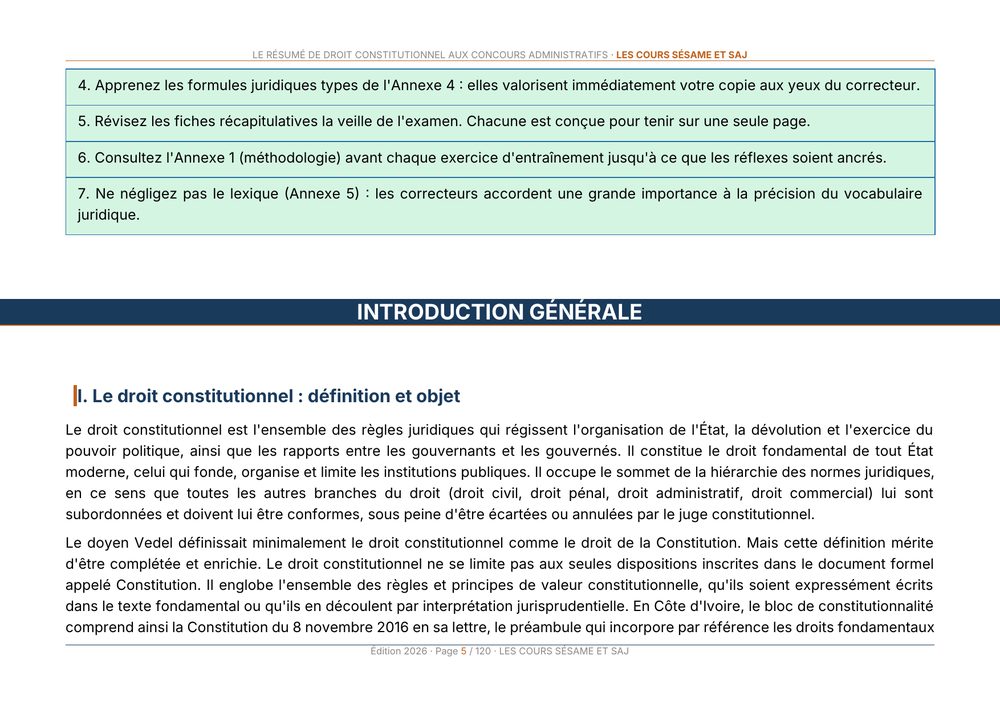 LE RÉSUMÉ DE DROIT CONSTITUTIONNEL AUX CONCOURS ADMINISTRATIFS · LES COURS SÉSAME ET SAJ
4. Apprenez les formules juridiques types de l'Annexe 4 : elles valorisent immédiatement votre copie aux yeux du correcteur.
5. Révisez les fiches récapitulatives la veille de l'examen. Chacune est conçue pour tenir sur une seule page.
6. Consultez l'Annexe 1 (méthodologie) avant chaque exercice d'entraînement jusqu'à ce que les réflexes soient ancrés.
7. Ne négligez pas le lexique (Annexe 5) : les correcteurs accordent une grande importance à la précision du vocabulaire
juridique.
INTRODUCTION GÉNÉRALE
I. Le droit constitutionnel : définition et objet
Le droit constitutionnel est l'ensemble des règles juridiques qui régissent l'organisation de l'État, la dévolution et l'exercice du
pouvoir politique, ainsi que les rapports entre les gouvernants et les gouvernés. Il constitue le droit fondamental de tout État
moderne, celui qui fonde, organise et limite les institutions publiques. Il occupe le sommet de la hiérarchie des normes juridiques,
en ce sens que toutes les autres branches du droit (droit civil, droit pénal, droit administratif, droit commercial) lui sont
subordonnées et doivent lui être conformes, sous peine d'être écartées ou annulées par le juge constitutionnel.
Le doyen Vedel définissait minimalement le droit constitutionnel comme le droit de la Constitution. Mais cette définition mérite
d'être complétée et enrichie. Le droit constitutionnel ne se limite pas aux seules dispositions inscrites dans le document formel
appelé Constitution. Il englobe l'ensemble des règles et principes de valeur constitutionnelle, qu'ils soient expressément écrits
dans le texte fondamental ou qu'ils en découlent par interprétation jurisprudentielle. En Côte d'Ivoire, le bloc de constitutionnalité
comprend ainsi la Constitution du 8 novembre 2016 en sa lettre, le préambule qui incorpore par référence les droits fondamentaux
Édition 2026 · Page 5 / 120 · LES COURS SÉSAME ET SAJ